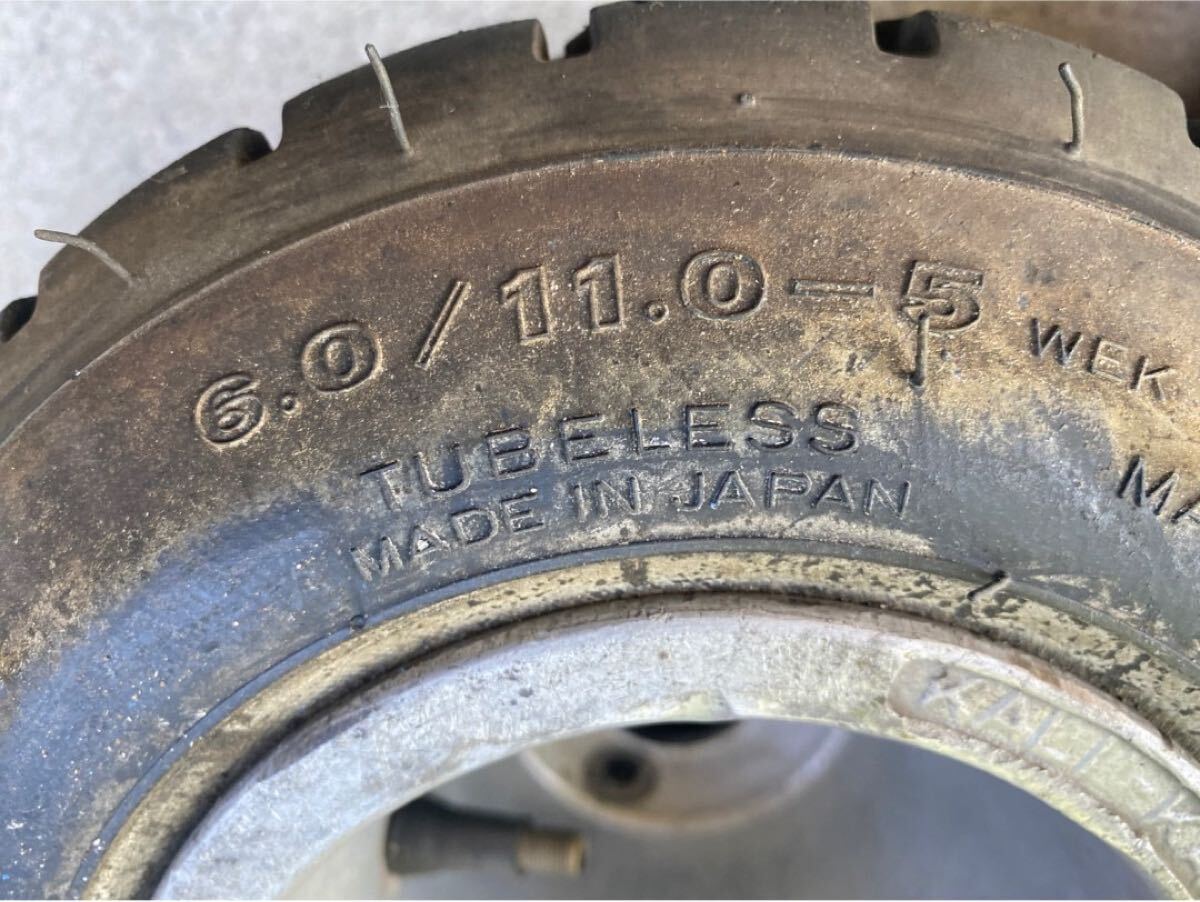 6.0/11.0-5 WEK
TUBELESS
MADE IN JAPAN